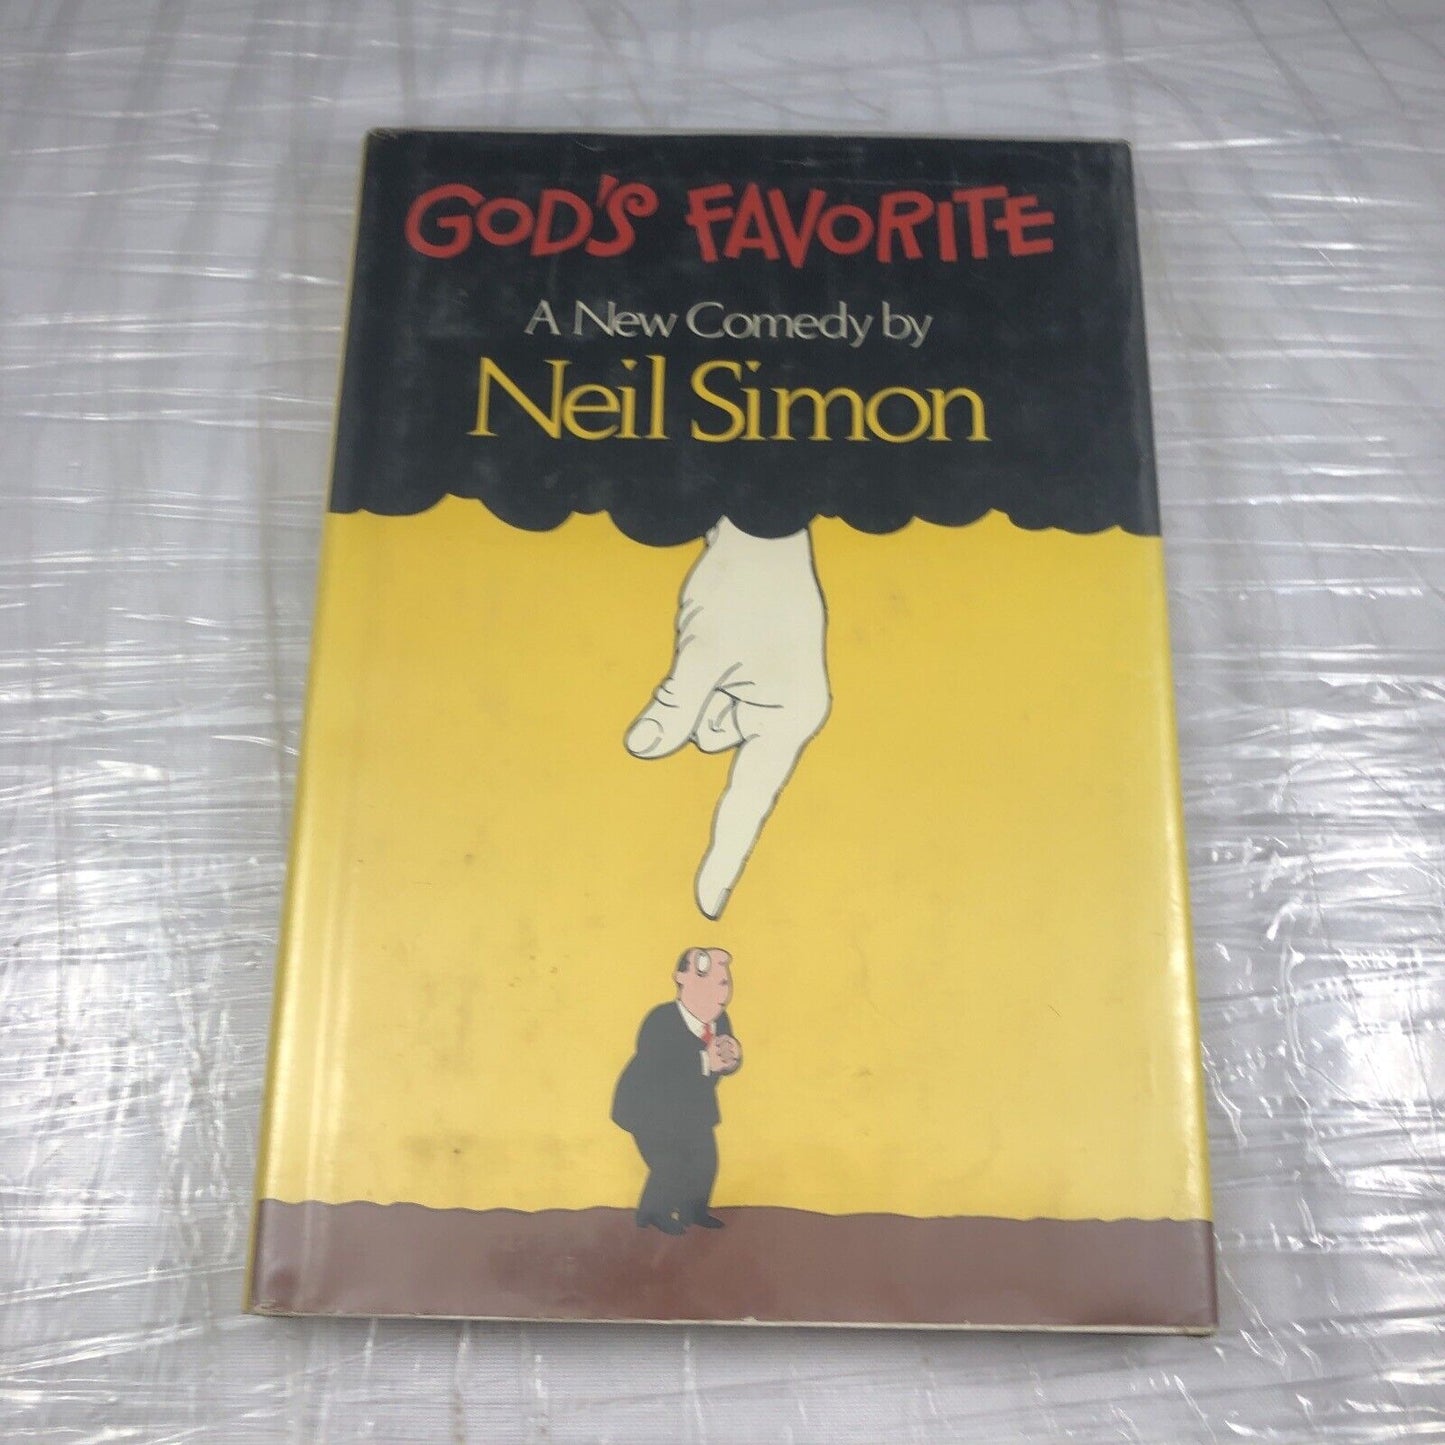 GOD'S FAVORITE
A New Comedy by
Neil Simon